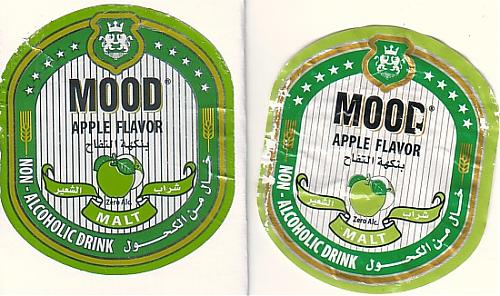 MOOD®
APPLE FLAVOR
بنكهة التفاح
شراب الشعير
Zero Alc.
MALT
NON - ALCOHOLIC DRINK خال من الكحول
MOOD®
APPLE FLAVOR
بنكهة التفاح
شراب الشعير
Zero Alc.
MALT
NON - ALCOHOLIC DRINK خال من الكحول